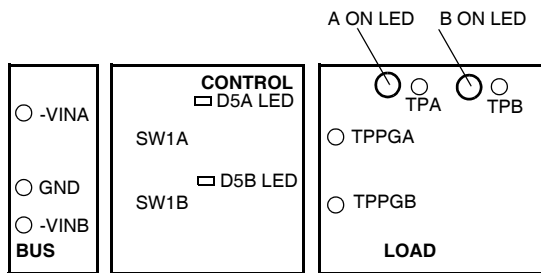 A ON LED
B ON LED
BUS
-VINA
GND
-VINB
CONTROL
D5A LED
SW1A
D5B LED
SW1B
TPA
TPB
TPPGA
TPPGB
LOAD